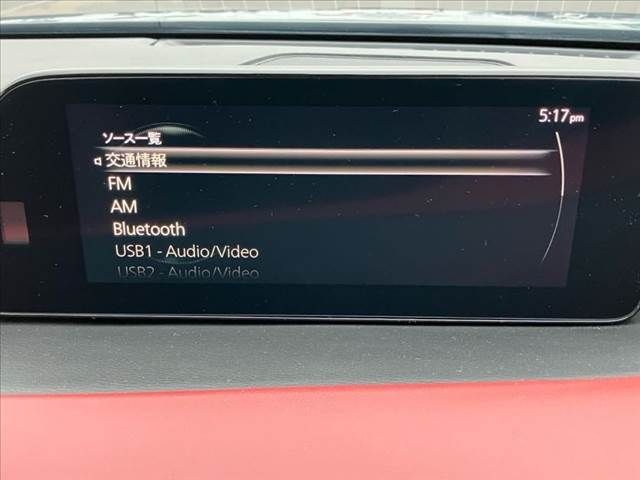 5:17pm
ソース一覧
交通情報
FM
AM
Bluetooth
USB1 - Audio/Video
USB2 - Audio/Video